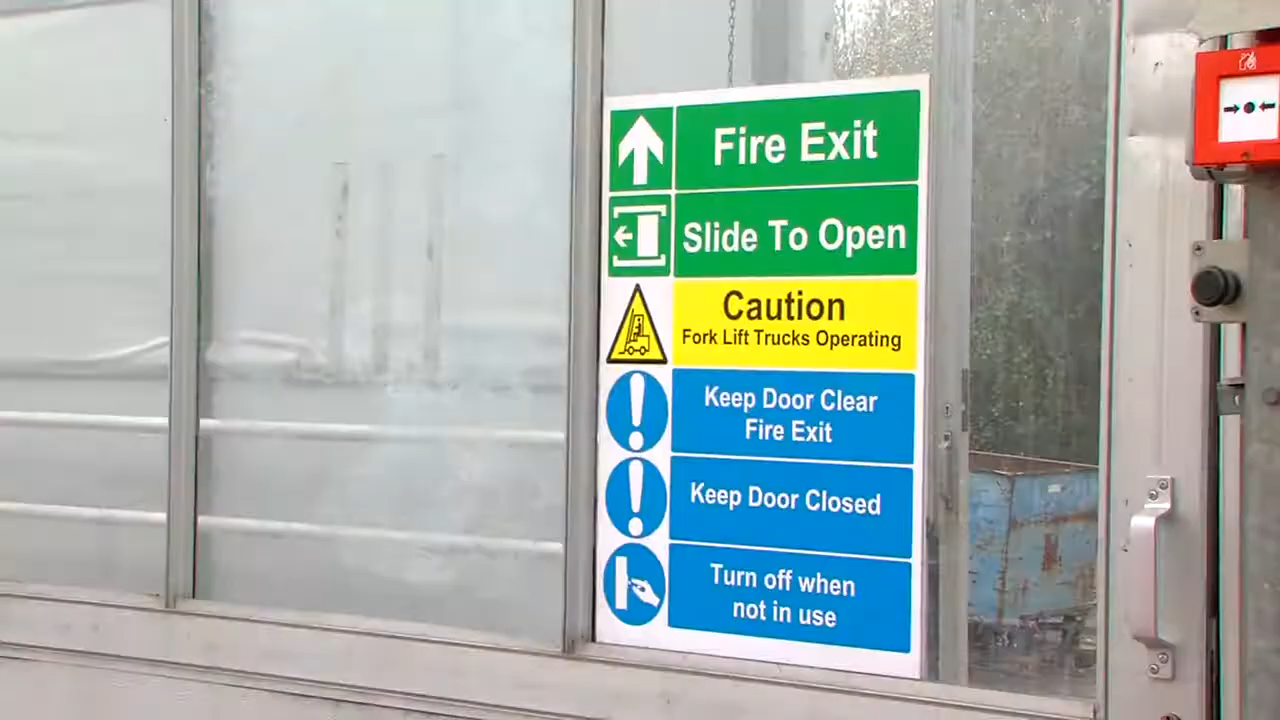 Fire Exit
Slide To Open
Caution
Fork Lift Trucks Operating
Keep Door Clear
Fire Exit
Keep Door Closed
Turn off when
not in use